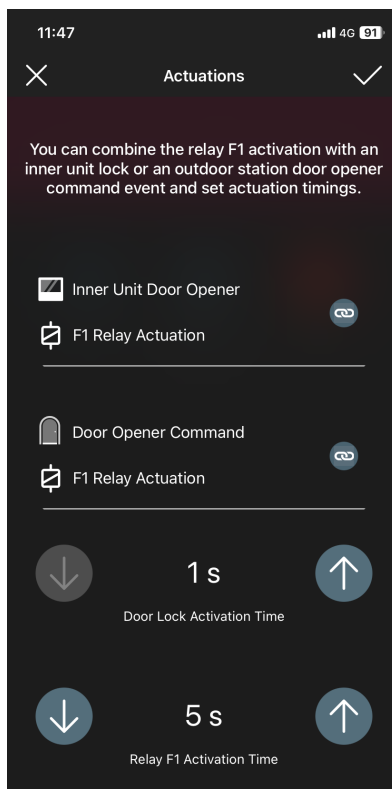 11:47
4G 91
Actuations
You can combine the relay F1 activation with an
inner unit lock or an outdoor station door opener
command event and set actuation timings.
Inner Unit Door Opener
F1 Relay Actuation
Door Opener Command
F1 Relay Actuation
1 s
Door Lock Activation Time
5 s
Relay F1 Activation Time